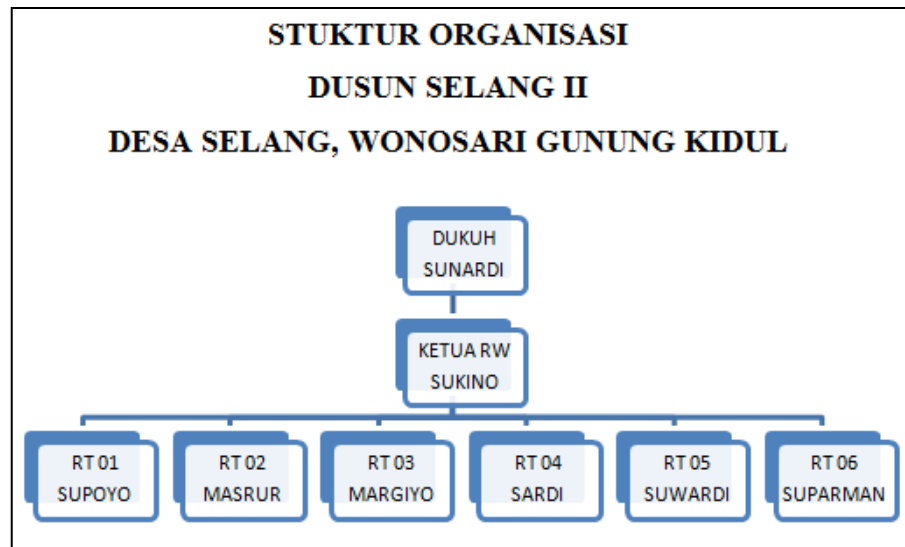 STUKTUR ORGANISASI
DUSUN SELANG II
DESA SELANG, WONOSARI GUNUNG KIDUL
DUKUH
SUNARDI
KETUA RW
SUKINO
RT 01
SUPOYO
RT 02
MASRUR
RT 03
MARGIYO
RT 04
SARDI
RT 05
SUWARDI
RT 06
SUPARMAN